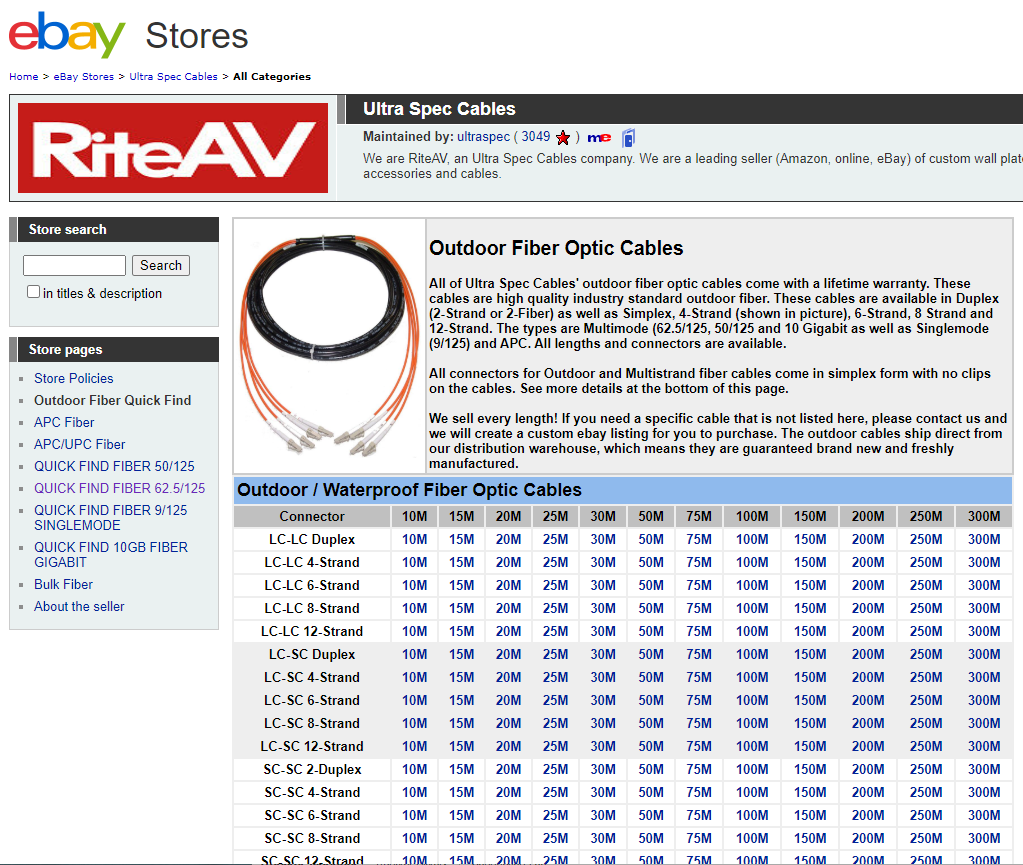 ebay Stores
Home > eBay Stores > Ultra Spec Cables > All Categories
RiteAV
Ultra Spec Cables
Maintained by: ultraspec ( 3049 ) me
We are RiteAV, an Ultra Spec Cables company. We are a leading seller (Amazon, online, eBay) of custom wall plat
accessories and cables.
Store search
Search
in titles & description
Store pages
Store Policies
Outdoor Fiber Quick Find
APC Fiber
APC/UPC Fiber
QUICK FIND FIBER 50/125
QUICK FIND FIBER 62.5/125
QUICK FIND FIBER 9/125
SINGLEMODE
QUICK FIND 10GB FIBER
GIGABIT
Bulk Fiber
About the seller
Outdoor Fiber Optic Cables
All of Ultra Spec Cables' outdoor fiber optic cables come with a lifetime warranty. These
cables are high quality industry standard outdoor fiber. These cables are available in Duplex
(2-Strand or 2-Fiber) as well as Simplex, 4-Strand (shown in picture), 6-Strand, 8 Strand and
12-Strand. The types are Multimode (62.5/125, 50/125 and 10 Gigabit as well as Singlemode
(9/125) and APC. All lengths and connectors are available.
All connectors for Outdoor and Multistrand fiber cables come in simplex form with no clips
on the cables. See more details at the bottom of this page.
We sell every length! If you need a specific cable that is not listed here, please contact us and
we will create a custom ebay listing for you to purchase. The outdoor cables ship direct from
our distribution warehouse, which means they are guaranteed brand new and freshly
manufactured.
Outdoor / Waterproof Fiber Optic Cables
Connector 10M 15M 20M 25M 30M 50M 75M 100M 150M 200M 250M 300M
LC-LC Duplex 10M 15M 20M 25M 30M 50M 75M 100M 150M 200M 250M 300M
LC-LC 4-Strand 10M 15M 20M 25M 30M 50M 75M 100M 150M 200M 250M 300M
LC-LC 6-Strand 10M 15M 20M 25M 30M 50M 75M 100M 150M 200M 250M 300M
LC-LC 8-Strand 10M 15M 20M 25M 30M 50M 75M 100M 150M 200M 250M 300M
LC-LC 12-Strand 10M 15M 20M 25M 30M 50M 75M 100M 150M 200M 250M 300M
LC-SC Duplex 10M 15M 20M 25M 30M 50M 75M 100M 150M 200M 250M 300M
LC-SC 4-Strand 10M 15M 20M 25M 30M 50M 75M 100M 150M 200M 250M 300M
LC-SC 6-Strand 10M 15M 20M 25M 30M 50M 75M 100M 150M 200M 250M 300M
LC-SC 8-Strand 10M 15M 20M 25M 30M 50M 75M 100M 150M 200M 250M 300M
LC-SC 12-Strand 10M 15M 20M 25M 30M 50M 75M 100M 150M 200M 250M 300M
SC-SC 2-Duplex 10M 15M 20M 25M 30M 50M 75M 100M 150M 200M 250M 300M
SC-SC 4-Strand 10M 15M 20M 25M 30M 50M 75M 100M 150M 200M 250M 300M
SC-SC 6-Strand 10M 15M 20M 25M 30M 50M 75M 100M 150M 200M 250M 300M
SC-SC 8-Strand 10M 15M 20M 25M 30M 50M 75M 100M 150M 200M 250M 300M
SC-SC 12-Strand 10M 15M 20M 25M 30M 50M 75M 100M 150M 200M 250M 300M